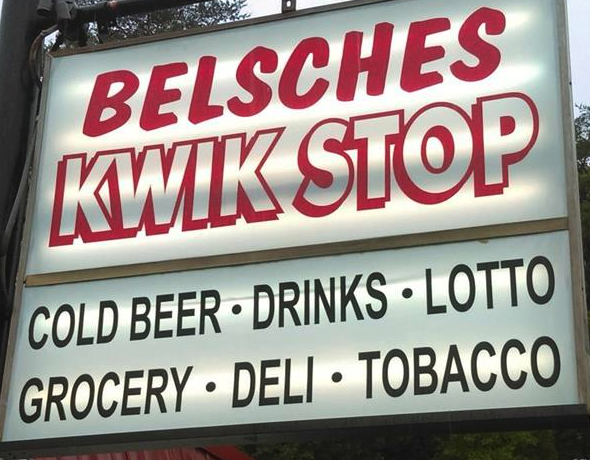 BELSCHES
KWIK STOP
COLD BEER • DRINKS • LOTTO
GROCERY • DELI • TOBACCO